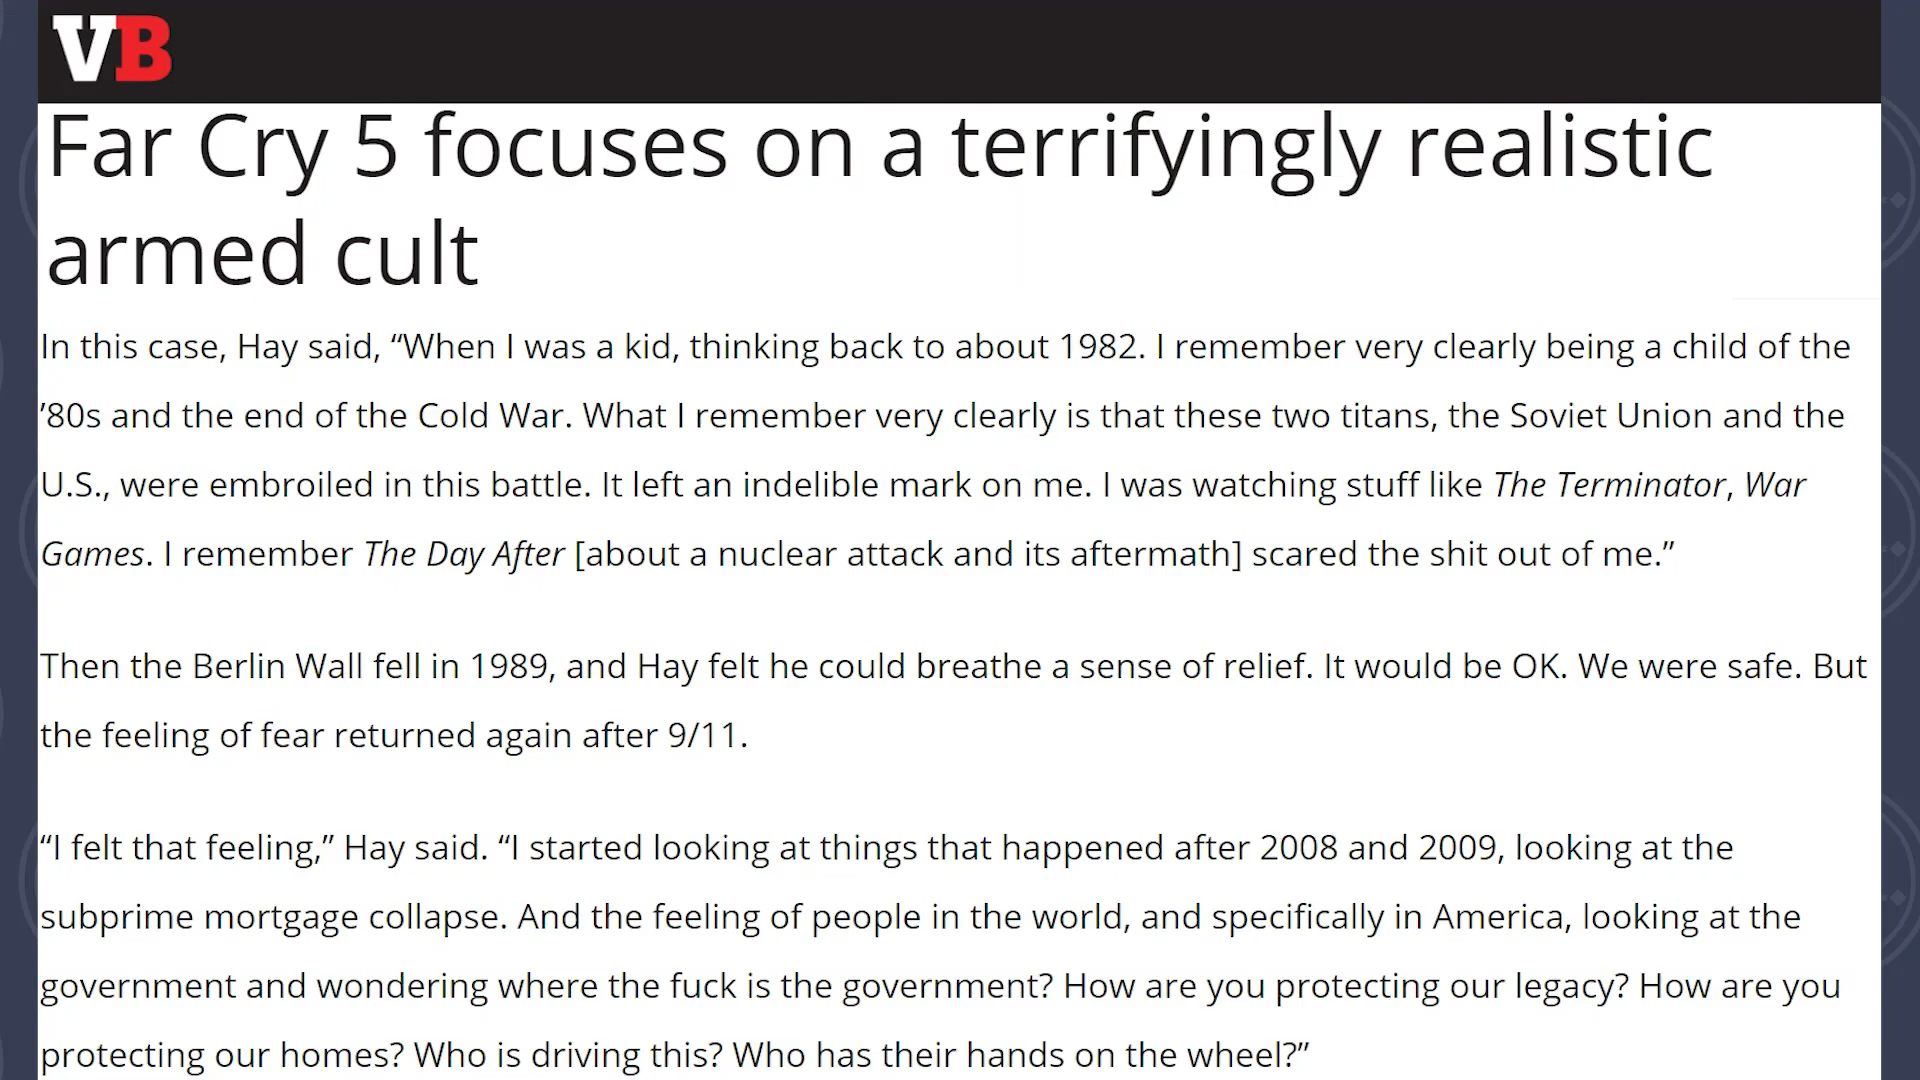 VB
Far Cry 5 focuses on a terrifyingly realistic
armed cult
In this case, Hay said, “When I was a kid, thinking back to about 1982. I remember very clearly being a child of the
’80s and the end of the Cold War. What I remember very clearly is that these two titans, the Soviet Union and the
U.S., were embroiled in this battle. It left an indelible mark on me. I was watching stuff like The Terminator, War
Games. I remember The Day After [about a nuclear attack and its aftermath] scared the shit out of me.”
Then the Berlin Wall fell in 1989, and Hay felt he could breathe a sense of relief. It would be OK. We were safe. But
the feeling of fear returned again after 9/11.
“I felt that feeling,” Hay said. “I started looking at things that happened after 2008 and 2009, looking at the
subprime mortgage collapse. And the feeling of people in the world, and specifically in America, looking at the
government and wondering where the fuck is the government? How are you protecting our legacy? How are you
protecting our homes? Who is driving this? Who has their hands on the wheel?”